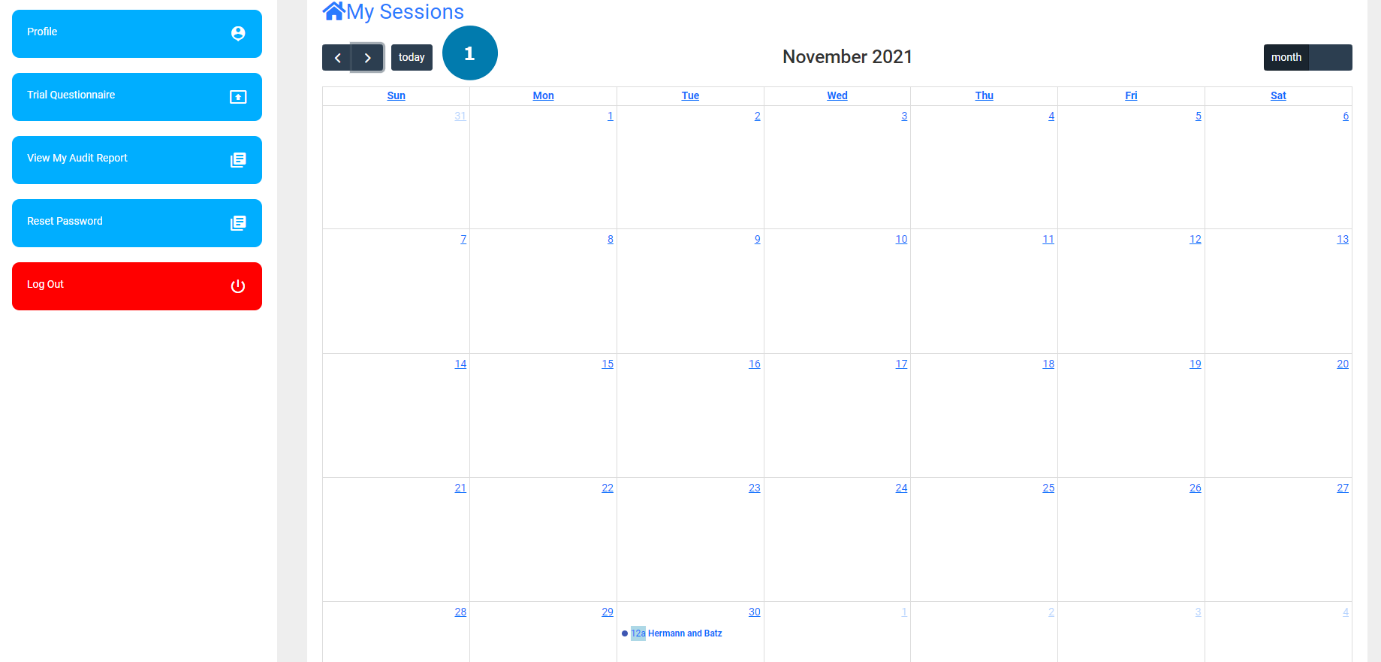 Profile
Trial Questionnaire
View My Audit Report
Reset Password
Log Out
My Sessions
today
1
November 2021
month
Sun Mon Tue Wed Thu Fri Sat
31 1 2 3 4 5 6
7 8 9 10 11 12 13
14 15 16 17 18 19 20
21 22 23 24 25 26 27
28 29 30 1 2 3 4
12a Hermann and Batz